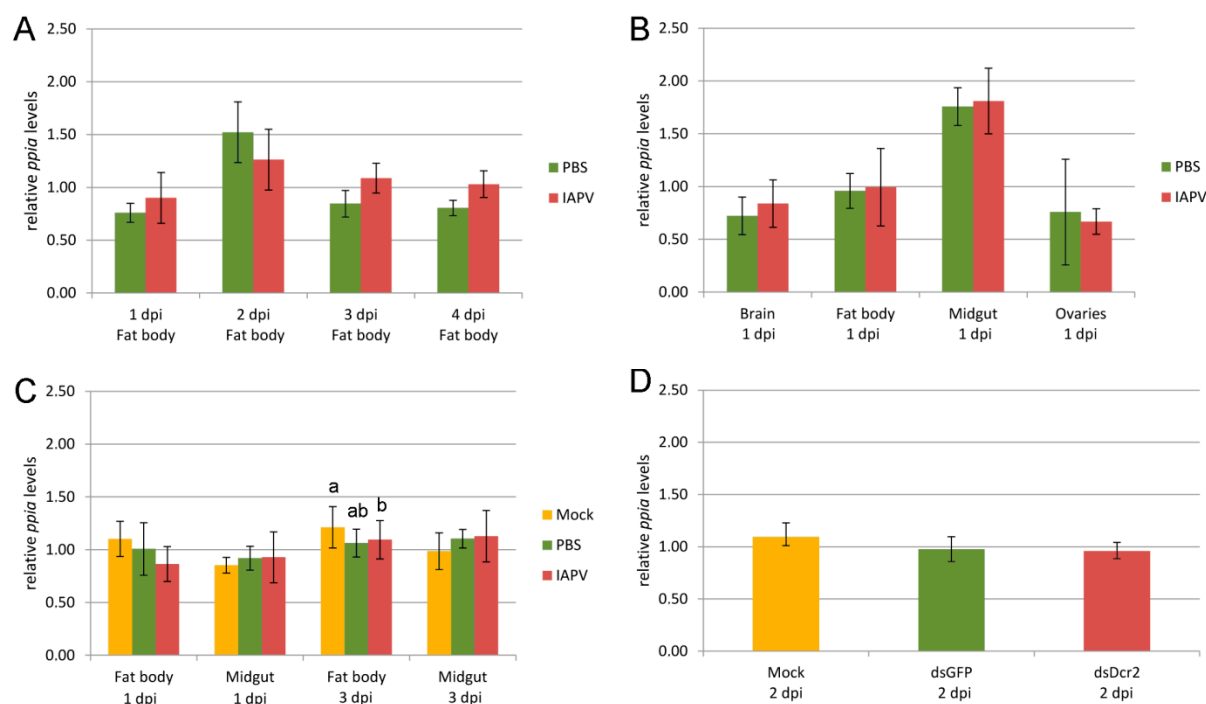 A
relative ppia levels
2.50
2.00
1.50
1.00
0.50
0.00
1 dpi
Fat body
2 dpi
Fat body
3 dpi
Fat body
4 dpi
Fat body
PBS
IAPV
B
relative ppia levels
2.50
2.00
1.50
1.00
0.50
0.00
Brain
1 dpi
Fat body
1 dpi
Midgut
1 dpi
Ovaries
1 dpi
PBS
IAPV
C
relative ppia levels
2.50
2.00
1.50
1.00
0.50
0.00
a
ab
b
Fat body
1 dpi
Midgut
1 dpi
Fat body
3 dpi
Midgut
3 dpi
Mock
PBS
IAPV
D
relative ppia levels
2.50
2.00
1.50
1.00
0.50
0.00
Mock
2 dpi
dsGFP
2 dpi
dsDcr2
2 dpi